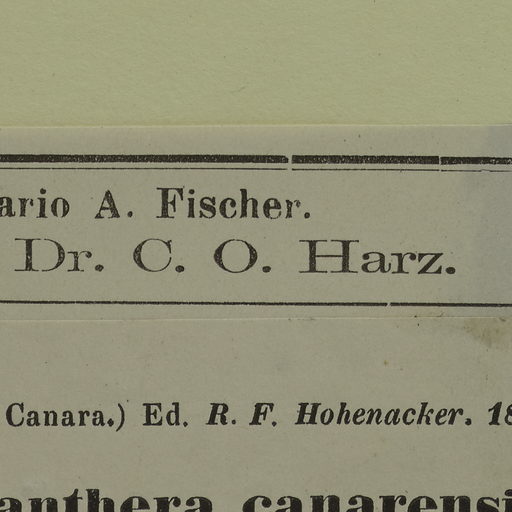 ario A. Fischer.
Dr. C. O. Harz.
Canara.) Ed. R. F. Hohenacker. 18
anthera canarensi